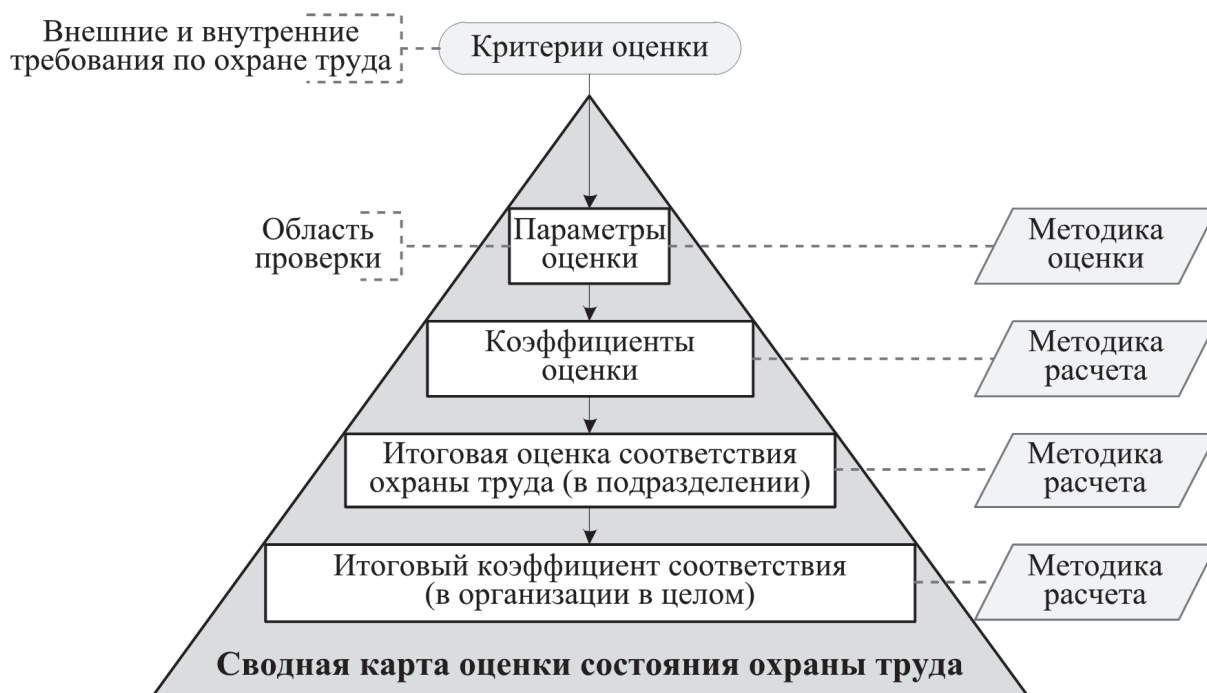 Внешние и внутренние
требования по охране труда
Критерии оценки
Область
проверки
Параметры
оценки
Методика
оценки
Коэффициенты
оценки
Методика
расчета
Итоговая оценка соответствия
охраны труда (в подразделении)
Методика
расчета
Итоговый коэффициент соответствия
(в организации в целом)
Методика
расчета
Сводная карта оценки состояния охраны труда